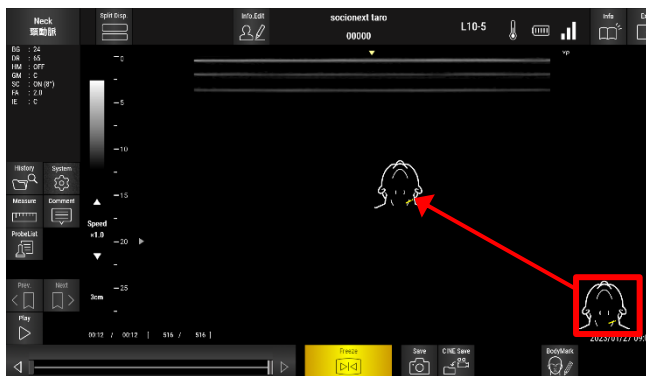 Neck
頸動脈
Split Disp.
Info.Edit
socionext taro
00000
L10-5
Info
BG : 24
DR : 65
HM : OFF
GM : C
SC : ON (8°)
FA : 2.0
IE : C
0
5
10
15
20
25
History
System
Measure
Comment
ProbeList
Speed
×1.0
Prev.
Next
3cm
Play
00:12 / 00:12 | 516 / 516 |
Freeze
Save
CINE Save
BodyMark